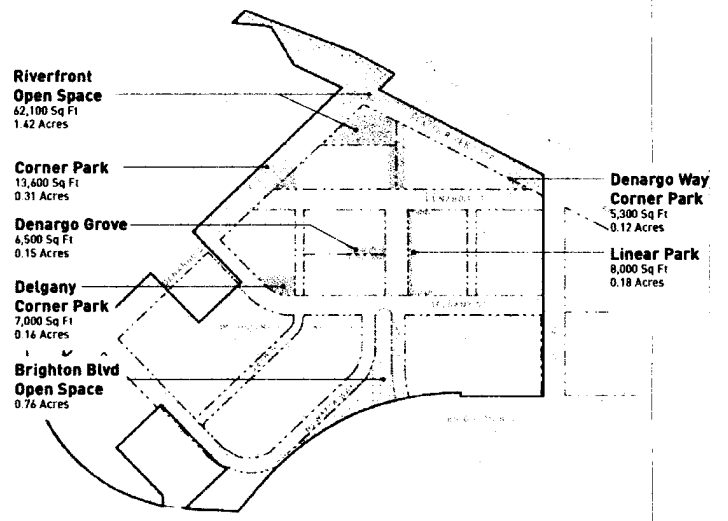 Riverfront
Open Space
62,100 Sq Ft
1.42 Acres
Corner Park
13,600 Sq Ft
0.31 Acres
Denargo Grove
6,500 Sq Ft
0.15 Acres
Delgany
Corner Park
7,000 Sq Ft
0.16 Acres
Brighton Blvd
Open Space
0.76 Acres
Denargo Way
Corner Park
5,300 Sq Ft
0.12 Acres
Linear Park
8,000 Sq Ft
0.18 Acres